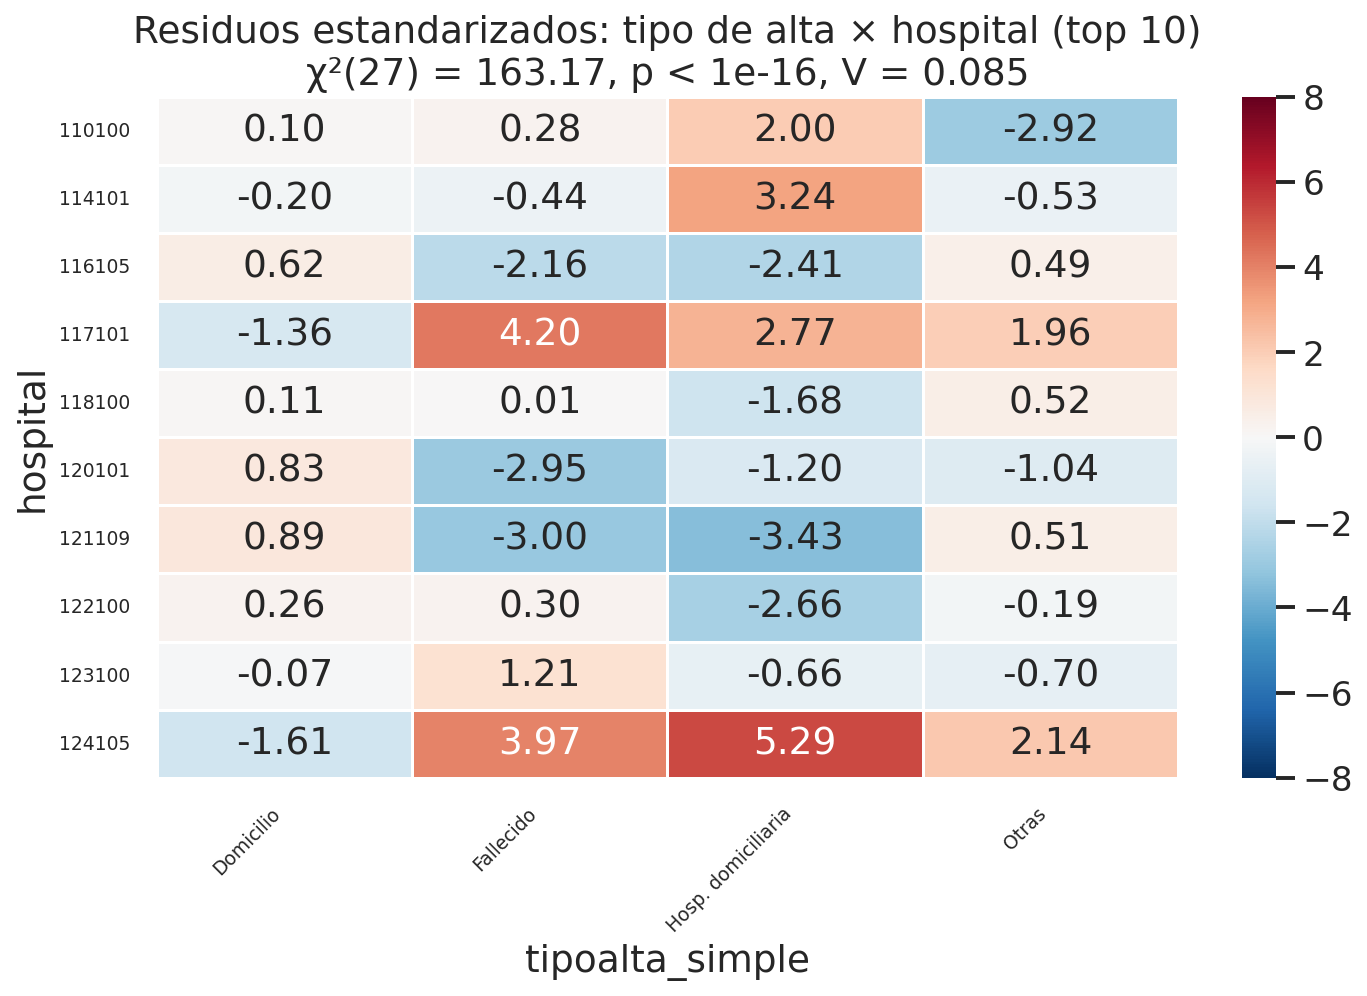 Residuos estandarizados: tipo de alta × hospital (top 10)
χ²(27) = 163.17, p < 1e-16, V = 0.085
110100 0.10 0.28 2.00 -2.92
114101 -0.20 -0.44 3.24 -0.53
116105 0.62 -2.16 -2.41 0.49
117101 -1.36 4.20 2.77 1.96
118100 0.11 0.01 -1.68 0.52
120101 0.83 -2.95 -1.20 -1.04
121109 0.89 -3.00 -3.43 0.51
122100 0.26 0.30 -2.66 -0.19
123100 -0.07 1.21 -0.66 -0.70
124105 -1.61 3.97 5.29 2.14
hospital
Domicilio
Fallecido
Hosp. domiciliaria
Otras
tipoalta_simple
8
6
4
2
0
−2
−4
−6
−8